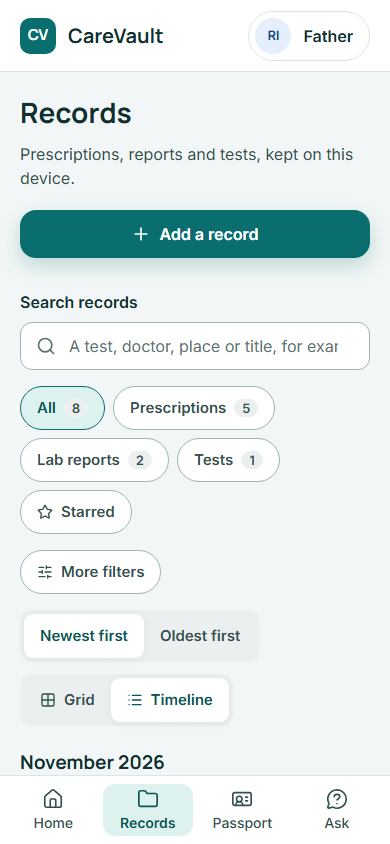 CV CareVault RI Father
Records
Prescriptions, reports and tests, kept on this
device.
Add a record
Search records
A test, doctor, place or title, for exar
All 8 Prescriptions 5
Lab reports 2 Tests 1
Starred
More filters
Newest first Oldest first
Grid Timeline
November 2026
Home Records Passport Ask